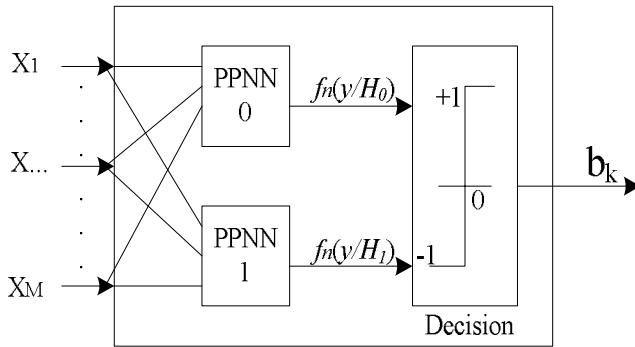 X1
X...
XM
PPNN
0
PPNN
1
fn(y/H0)
fn(y/H1)
+1
0
-1
Decision
bk